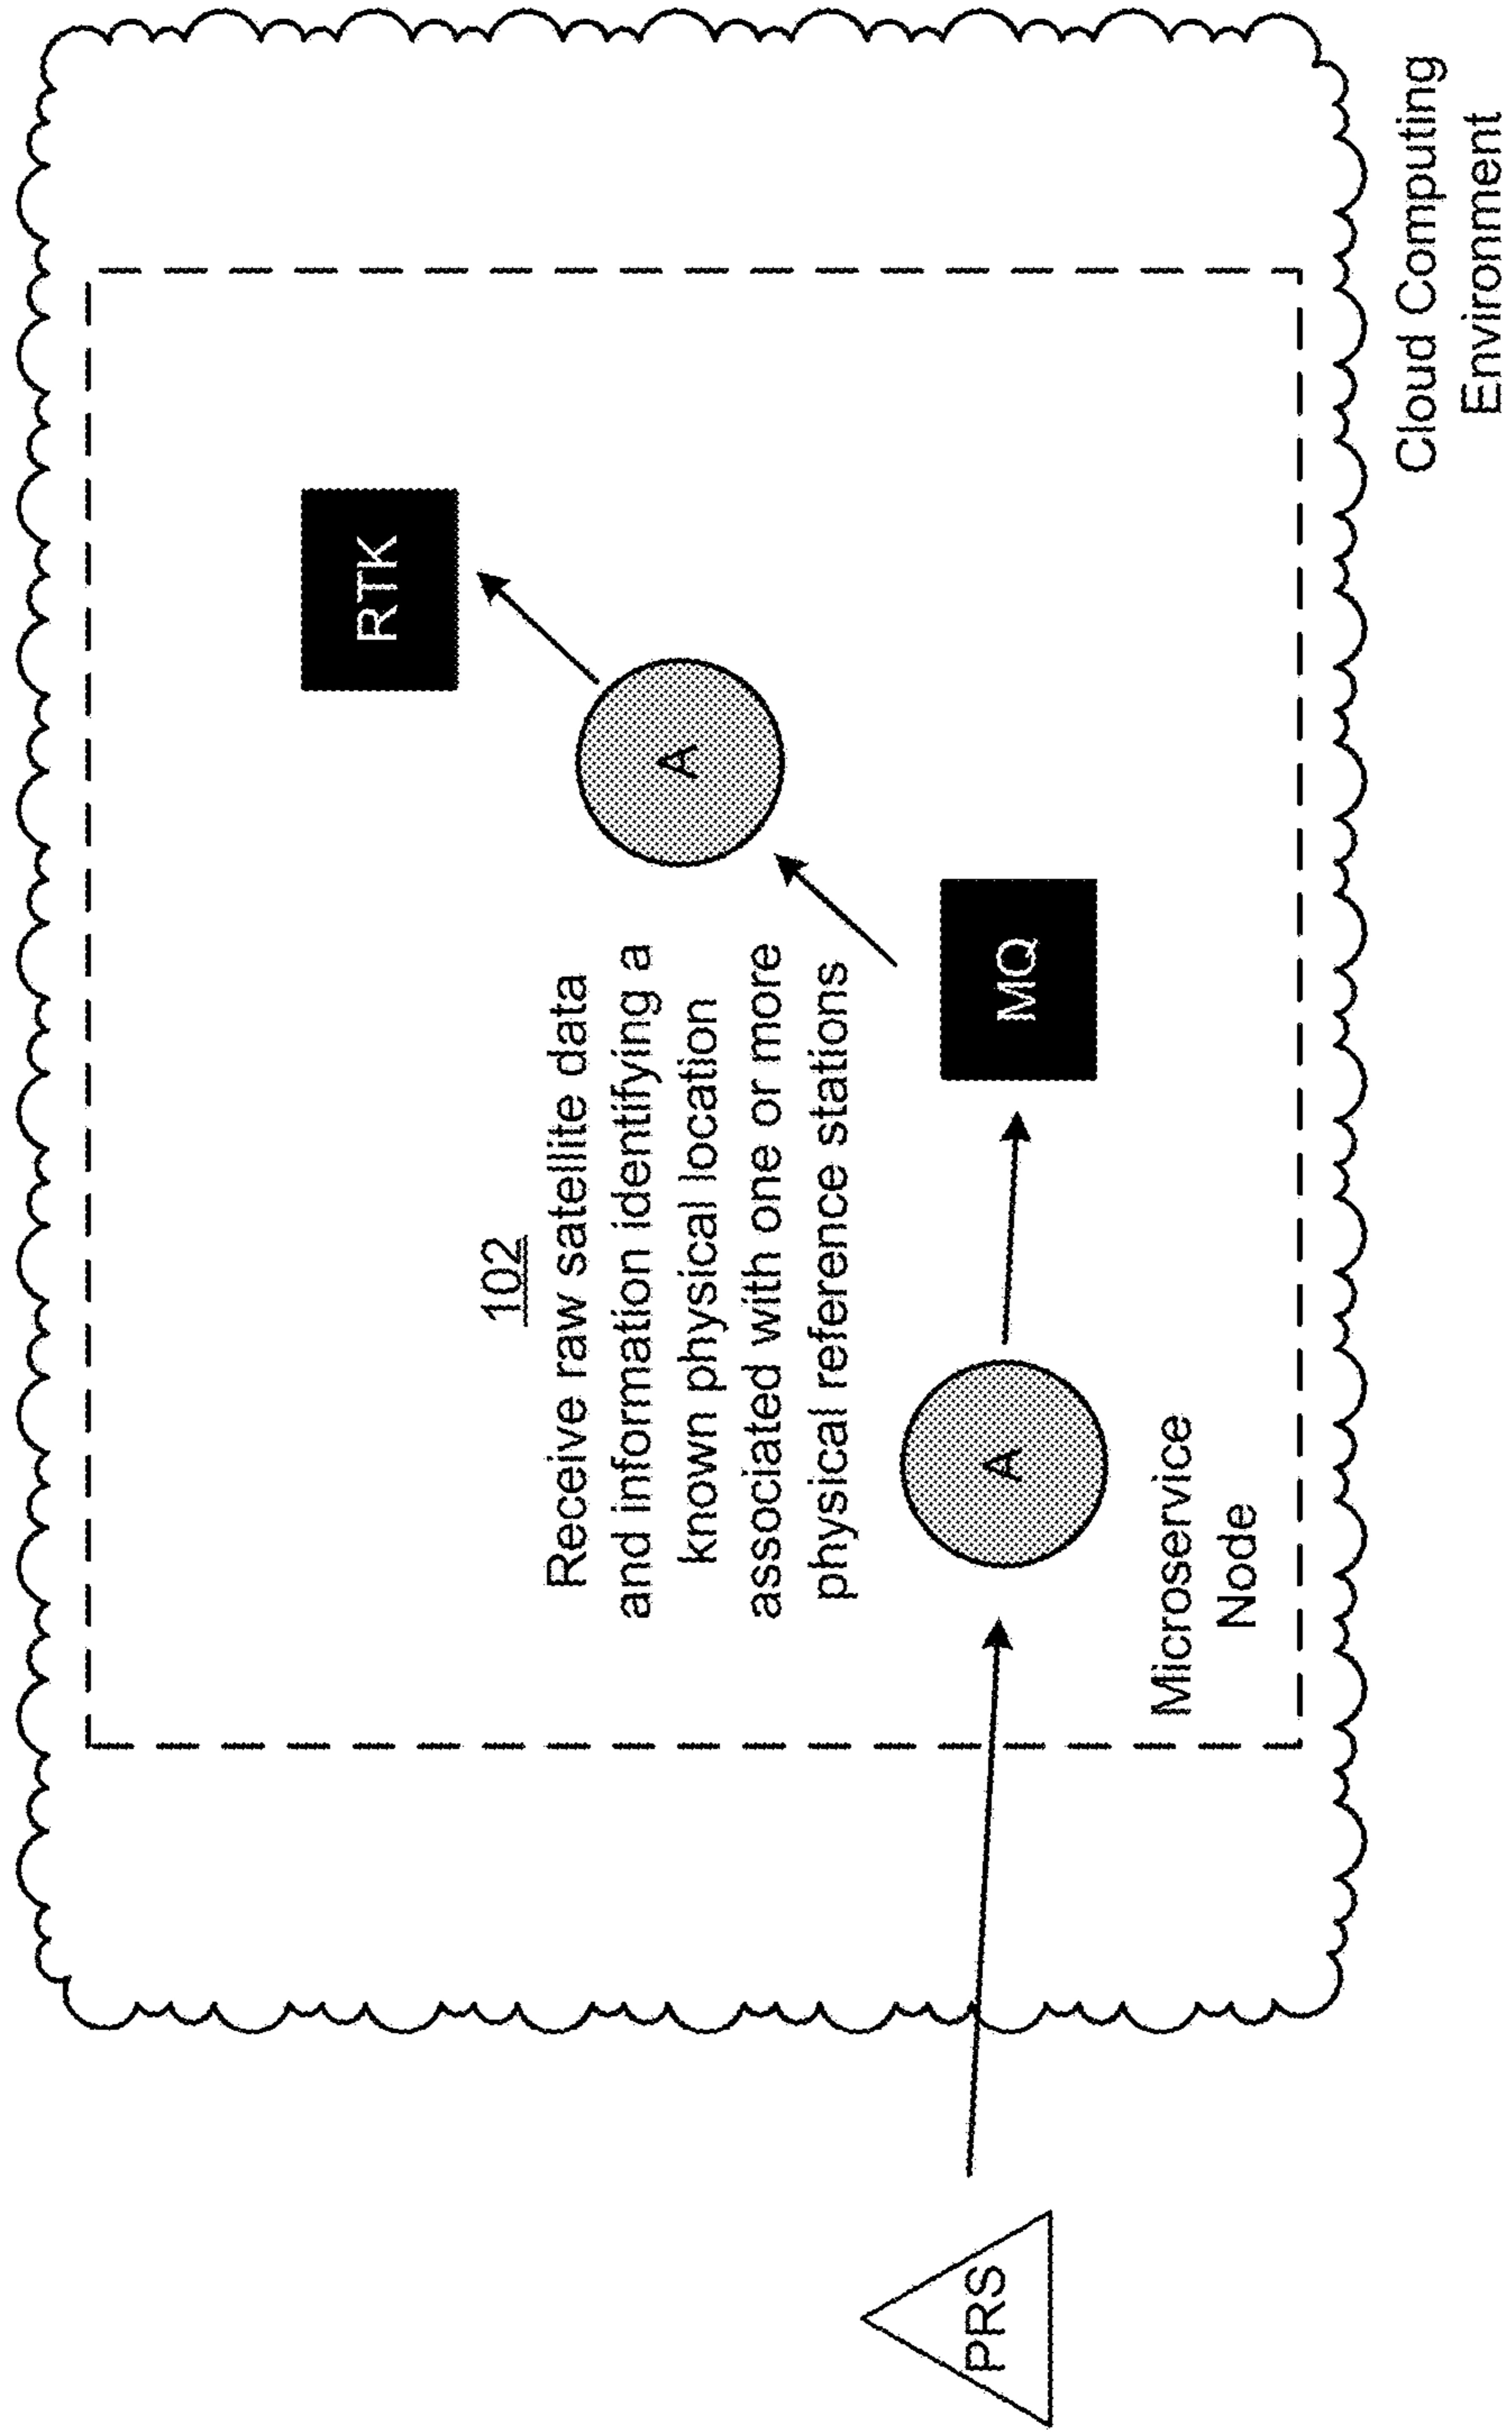 102
Receive raw satellite data
and information identifying a
known physical location
associated with one or more
physical reference stations
RTK
A
MQ
A
PRS
Microservice
Node
Cloud Computing
Environment